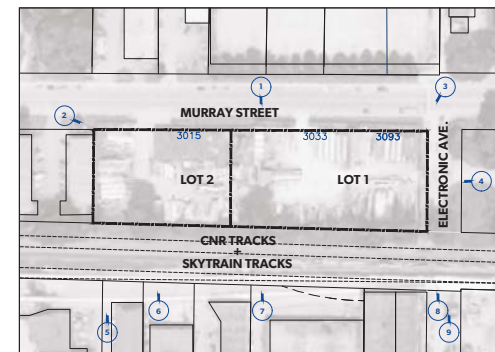 1
3
2
MURRAY STREET
3015 3033 3093
ELECTRONIC AVE.
LOT 2 LOT 1
4
CNR TRACKS
+
SKYTRAIN TRACKS
6 7 8
5 9